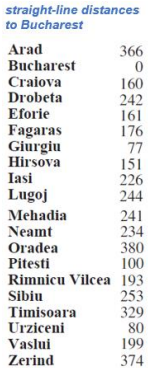 straight-line distances
to Bucharest
Arad 366
Bucharest 0
Craiova 160
Drobeta 242
Eforie 161
Fagaras 176
Giurgiu 77
Hirsova 151
Iasi 226
Lugoj 244
Mehadia 241
Neamt 234
Oradea 380
Pitesti 100
Rimnicu Vilcea 193
Sibiu 253
Timisoara 329
Urziceni 80
Vaslui 199
Zerind 374